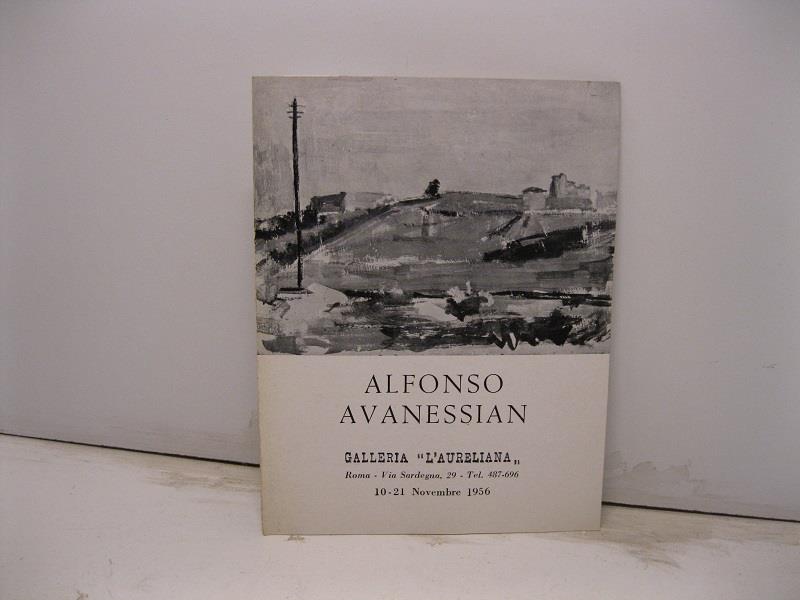 ALFONSO
AVANESSIAN
GALLERIA "L'AURELIANA„
Roma - Via Sardegna, 29 - Tel. 487-696
10-21 Novembre 1956